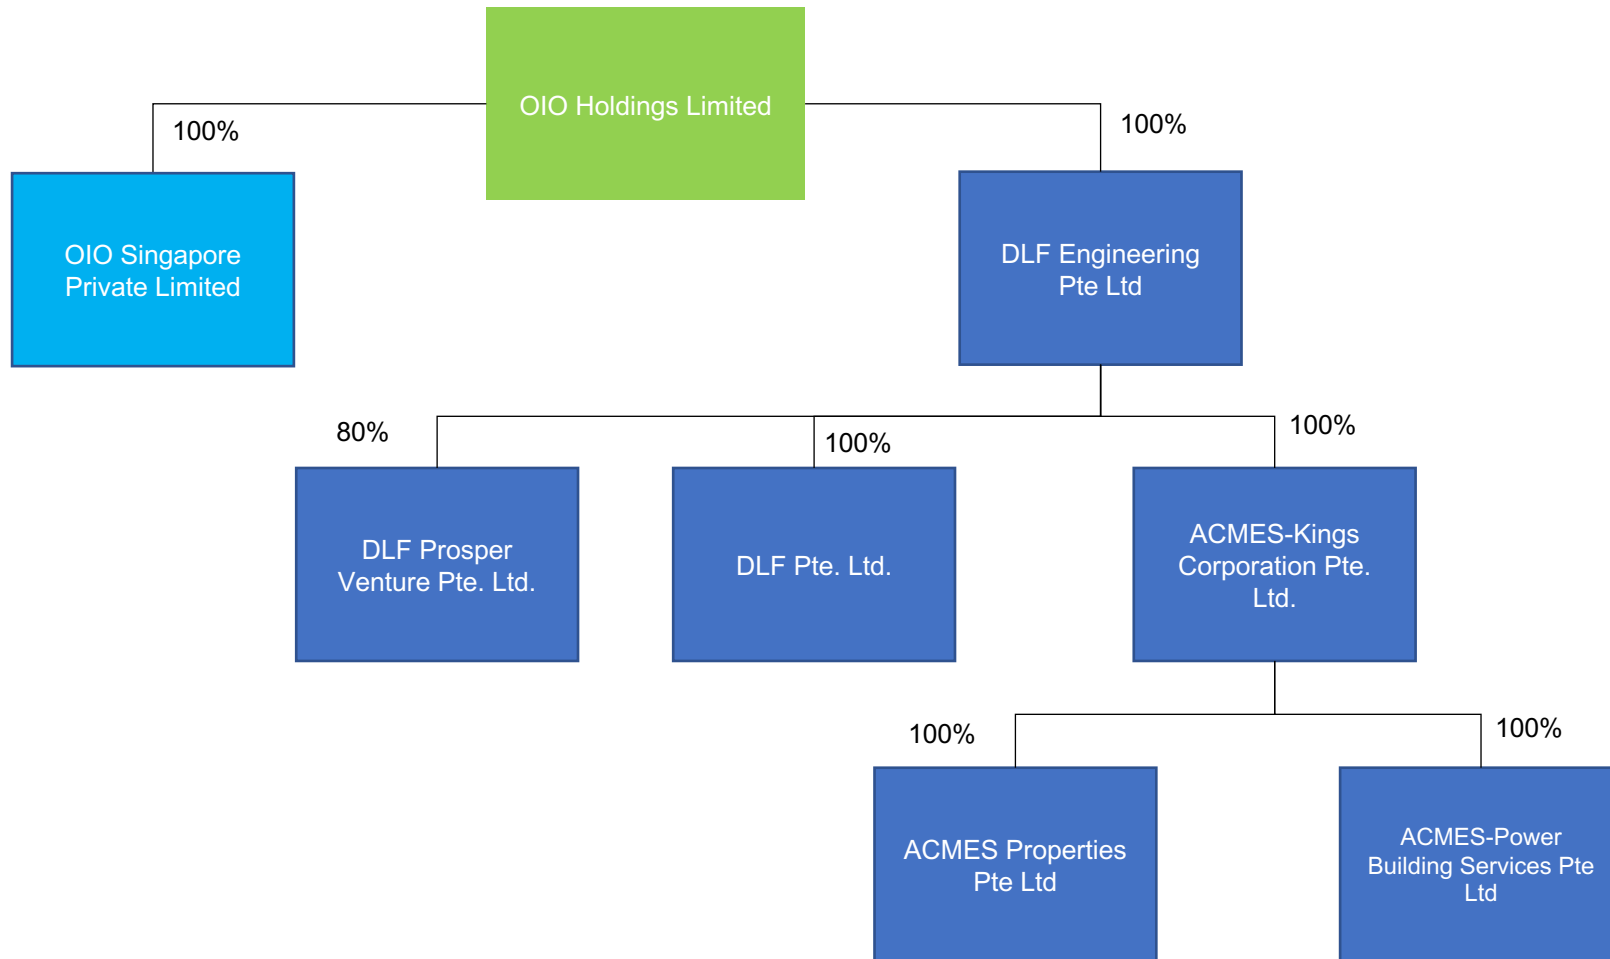 OIO Holdings Limited
100%
100%
OIO Singapore
Private Limited
DLF Engineering
Pte Ltd
80%
100%
100%
DLF Prosper
Venture Pte. Ltd.
DLF Pte. Ltd.
ACMES-Kings
Corporation Pte.
Ltd.
100%
100%
ACMES Properties
Pte Ltd
ACMES-Power
Building Services Pte
Ltd